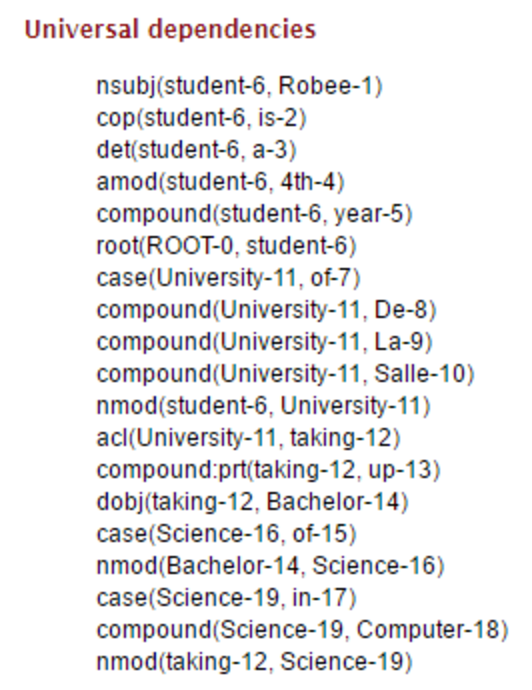 Universal dependencies
nsubj(student-6, Robee-1)
cop(student-6, is-2)
det(student-6, a-3)
amod(student-6, 4th-4)
compound(student-6, year-5)
root(ROOT-0, student-6)
case(University-11, of-7)
compound(University-11, De-8)
compound(University-11, La-9)
compound(University-11, Salle-10)
nmod(student-6, University-11)
acl(University-11, taking-12)
compound:prt(taking-12, up-13)
dobj(taking-12, Bachelor-14)
case(Science-16, of-15)
nmod(Bachelor-14, Science-16)
case(Science-19, in-17)
compound(Science-19, Computer-18)
nmod(taking-12, Science-19)